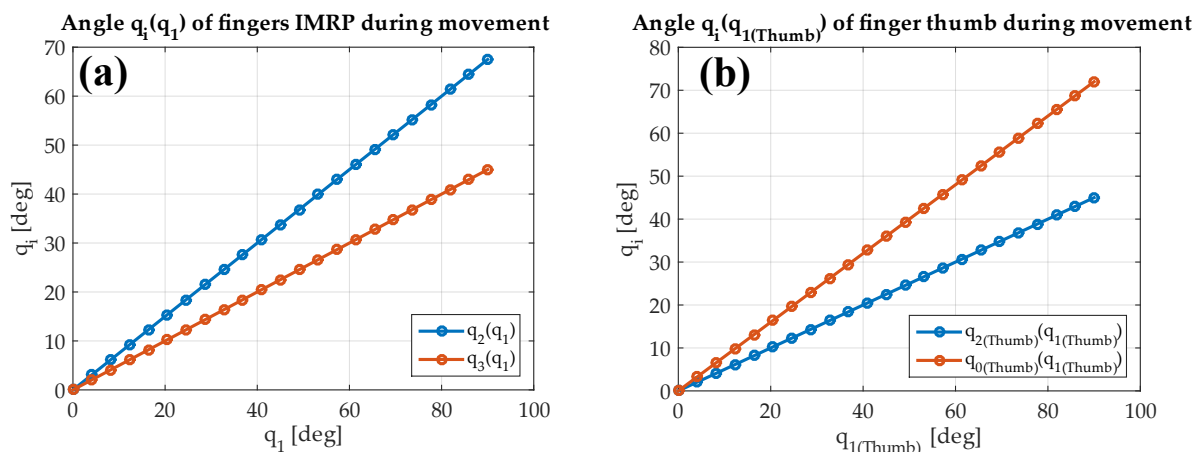 Angle q_i(q_1) of fingers IMRP during movement
(a)
70
60
50
40
30
20
10
0
q_i [deg]
0 20 40 60 80 100
q_1 [deg]
q_2(q_1)
q_3(q_1)
Angle q_i(q_1(Thumb)) of finger thumb during movement
(b)
80
70
60
50
40
30
20
10
0
q_i [deg]
0 20 40 60 80 100
q_1(Thumb) [deg]
q_2(Thumb)(q_1(Thumb))
q_0(Thumb)(q_1(Thumb))